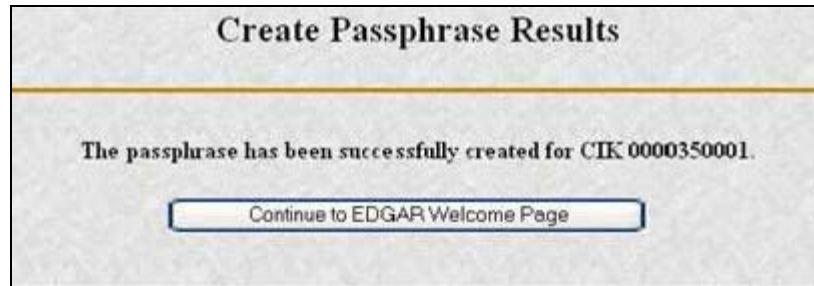 Create Passphrase Results
The passphrase has been successfully created for CIK 0000350001.
Continue to EDGAR Welcome Page